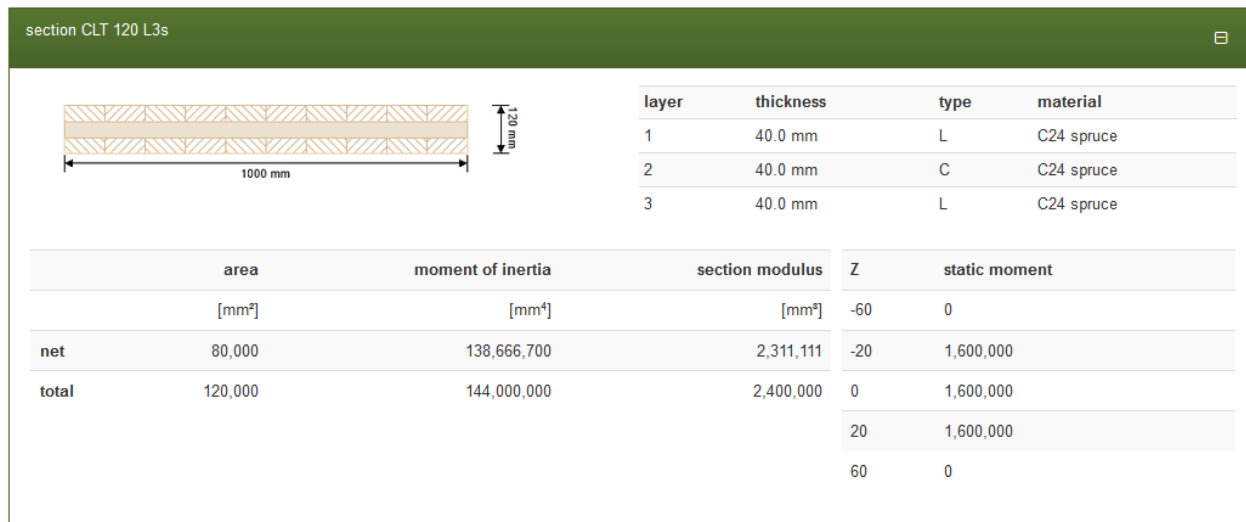 section CLT 120 L3s
120 mm
1000 mm
layer thickness type material
1 40.0 mm L C24 spruce
2 40.0 mm C C24 spruce
3 40.0 mm L C24 spruce
area moment of inertia section modulus
[mm²] [mm⁴] [mm³]
net 80,000 138,666,700 2,311,111
total 120,000 144,000,000 2,400,000
Z static moment
-60 0
-20 1,600,000
0 1,600,000
20 1,600,000
60 0